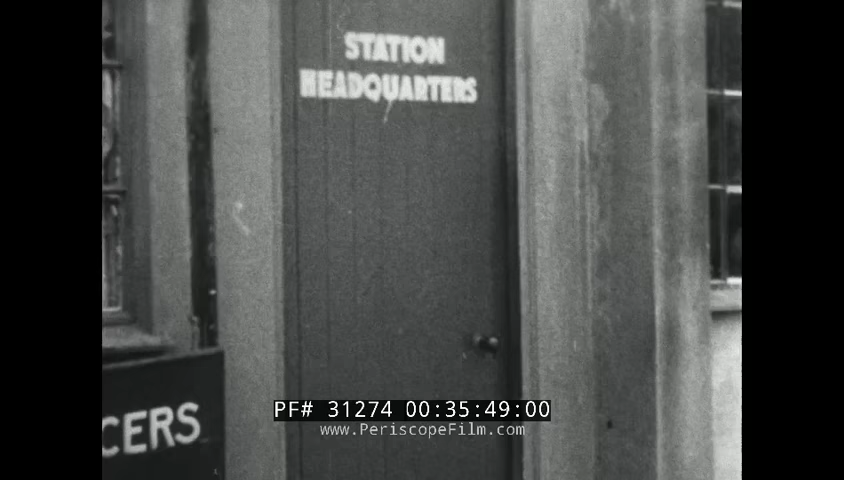 STATION
HEADQUARTERS
CERS
PF# 31274 00:35:49:00
www.PeriscopeFilm.com